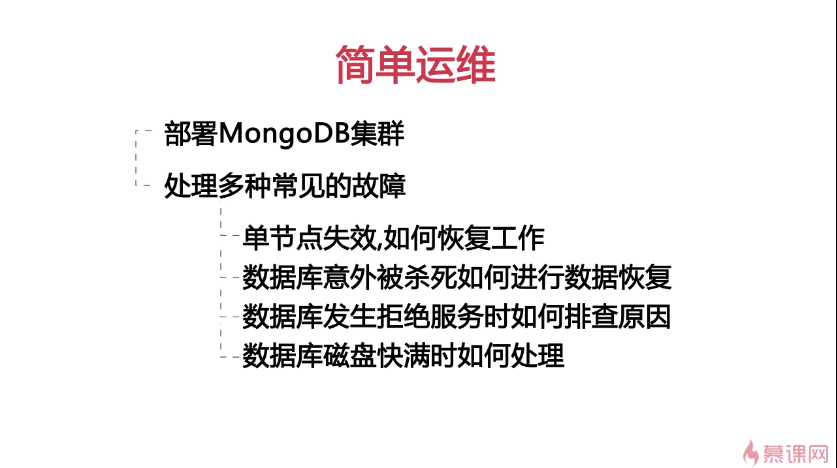 简单运维
部署MongoDB集群
处理多种常见的故障
单节点失效,如何恢复工作
数据库意外被杀死如何进行数据恢复
数据库发生拒绝服务时如何排查原因
数据库磁盘快满时如何处理
慕课网